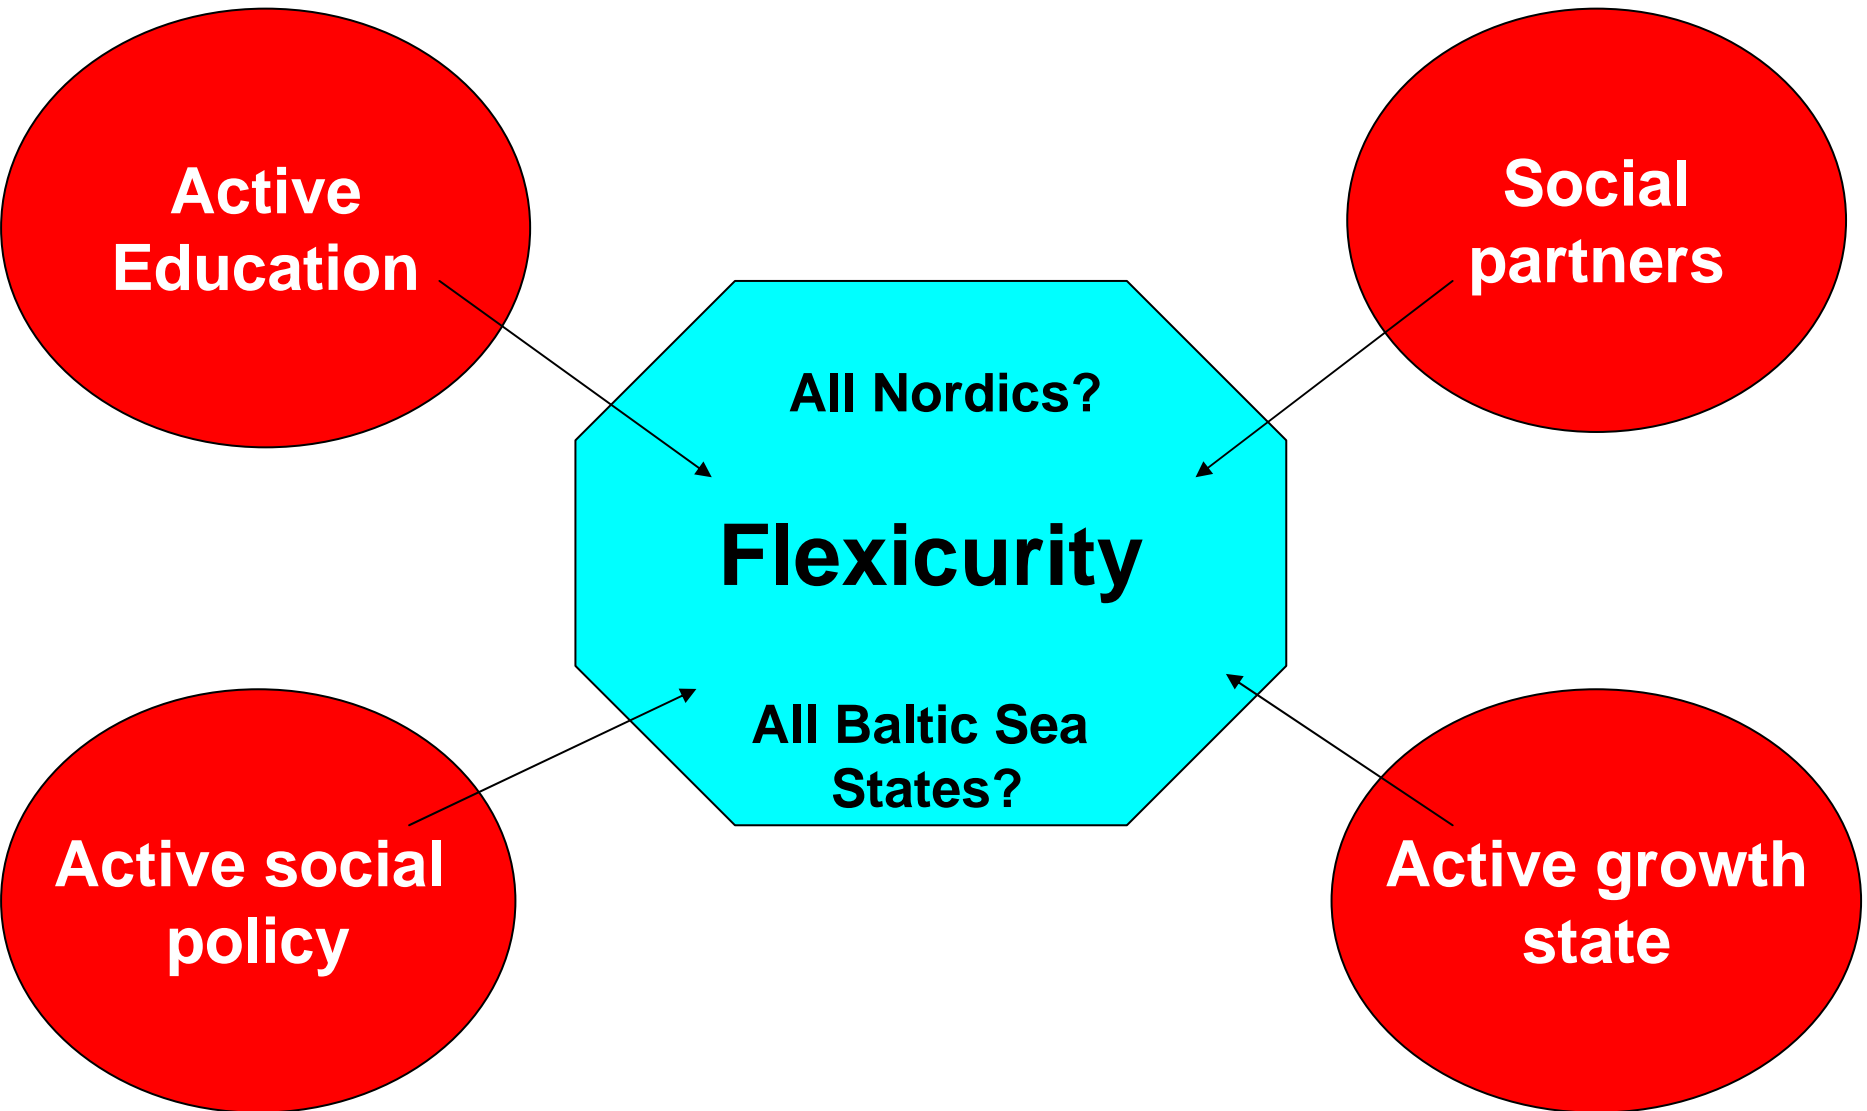 Active
Education
Social
partners
All Nordics?
Flexicurity
All Baltic Sea
States?
Active social
policy
Active growth
state